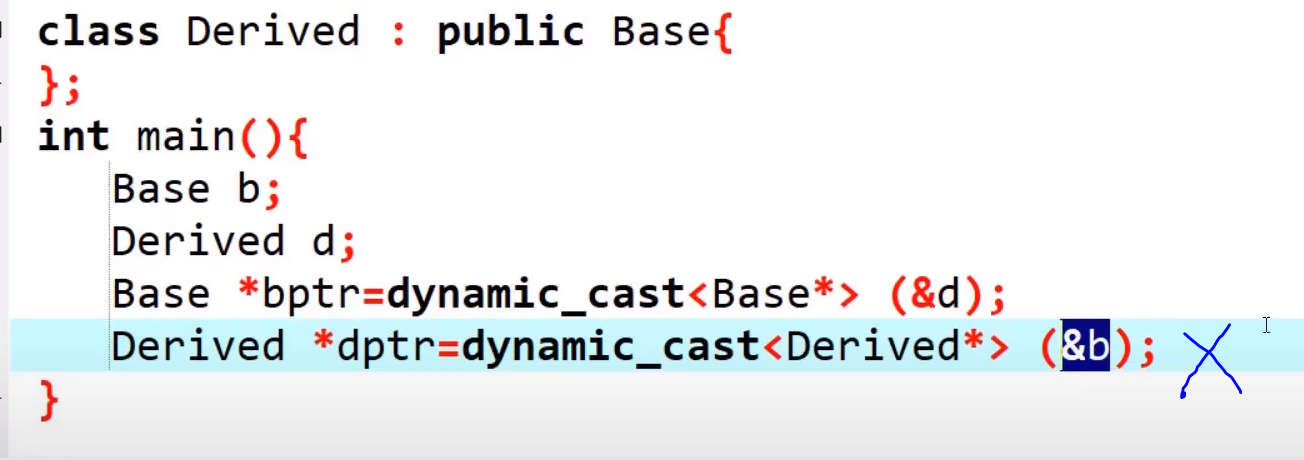 class Derived : public Base{
};
int main(){
Base b;
Derived d;
Base *bptr=dynamic_cast<Base*> (&d);
Derived *dptr=dynamic_cast<Derived*> (&b);
}